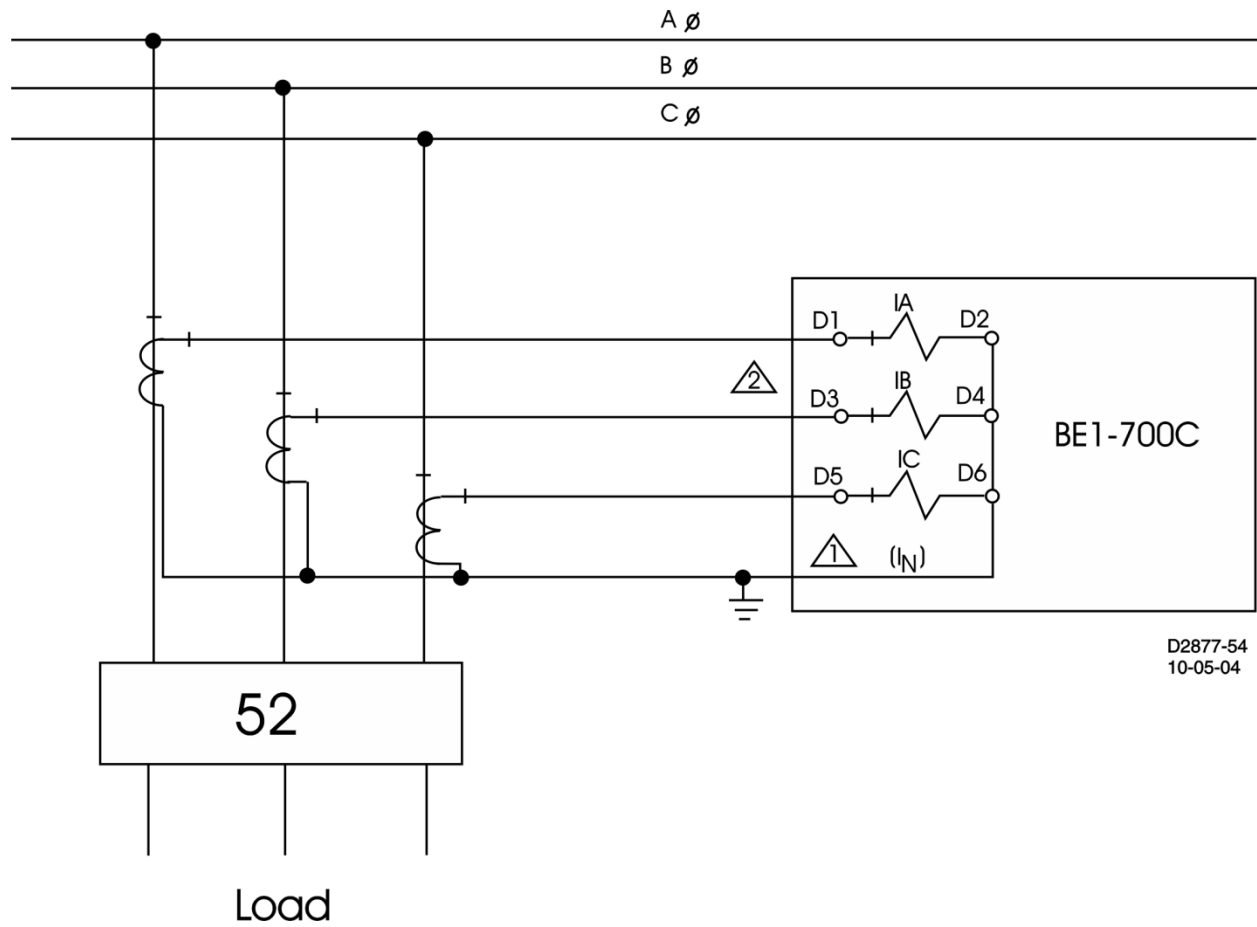 A ø
B ø
C ø
D1 IA D2
2
D3 IB D4
BE1-700C
D5 IC D6
1 (IN)
D2877-54
10-05-04
52
Load